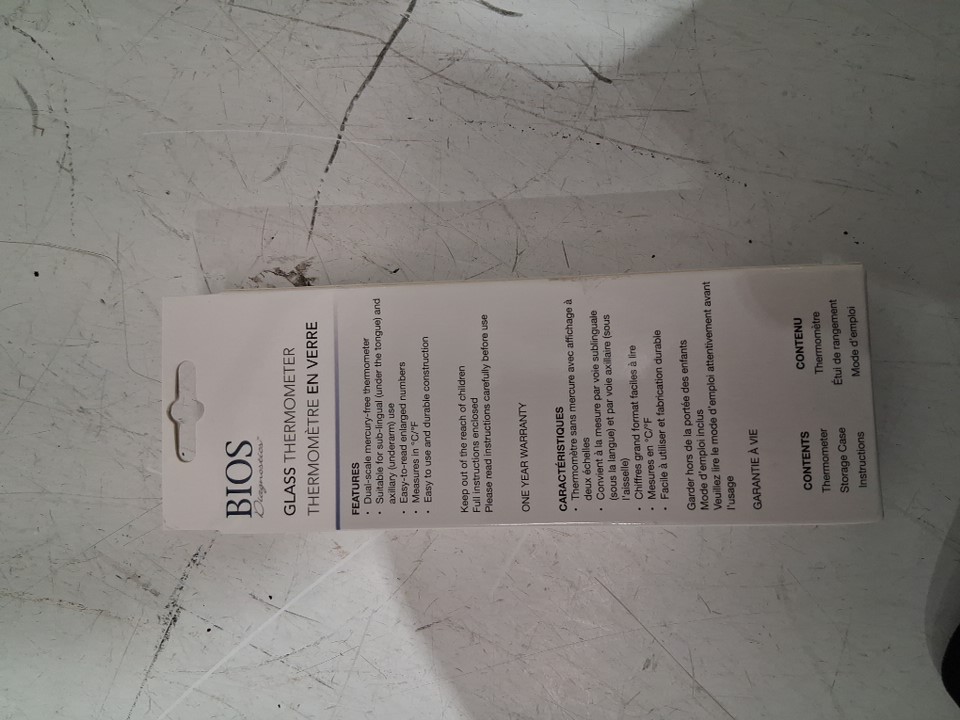 BIOS
Diagnostics
GLASS THERMOMETER
THERMOMÈTRE EN VERRE
FEATURES
• Dual-scale mercury-free thermometer
• Suitable for sub-lingual (under the tongue) and
axillary (underarm) use
• Easy-to-read enlarged numbers
• Measures in °C/°F
• Easy to use and durable construction
Keep out of the reach of children
Full instructions enclosed
Please read instructions carefully before use
ONE YEAR WARRANTY
CARACTÉRISTIQUES
• Thermomètre sans mercure avec affichage à
deux échelles
• Convient à la mesure par voie sublinguale
(sous la langue) et par voie axillaire (sous
l'aisselle)
• Chiffres grand format faciles à lire
• Mesures en °C/°F
• Facile à utiliser et fabrication durable
Garder hors de la portée des enfants
Mode d'emploi inclus
Veuillez lire le mode d'emploi attentivement avant
l'usage
GARANTIE À VIE
CONTENTS
Thermometer
Storage Case
Instructions
CONTENU
Thermomètre
Étui de rangement
Mode d'emploi